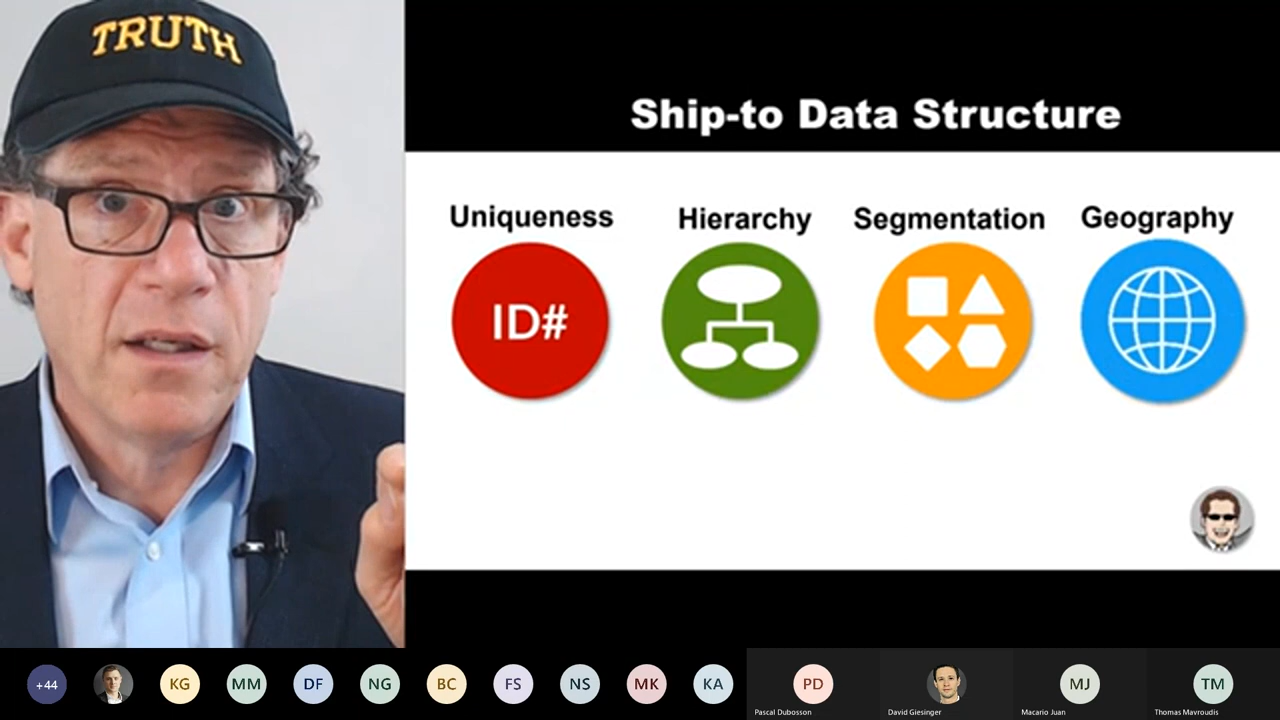 TRUTH
Ship-to Data Structure
Uniqueness
Hierarchy
Segmentation
Geography
ID#
+44
KG
MM
DF
NG
BC
FS
NS
MK
KA
PD
MJ
TM
Pascal Dubosson
David Giesinger
Macario Juan
Thomas Mavroudis